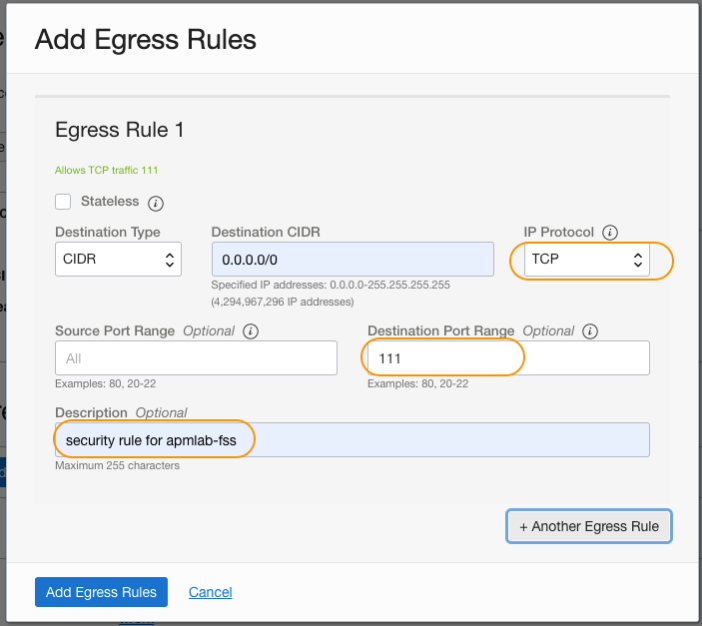 Add Egress Rules
Egress Rule 1
Allows TCP traffic 111
Stateless i
Destination Type
Destination CIDR
IP Protocol i
CIDR
0.0.0.0/0
TCP
Specified IP addresses: 0.0.0.0-255.255.255.255
(4,294,967,296 IP addresses)
Source Port Range Optional i
Destination Port Range Optional i
All
111
Examples: 80, 20-22
Examples: 80, 20-22
Description Optional
security rule for apmlab-fss
Maximum 255 characters
+ Another Egress Rule
Add Egress Rules Cancel